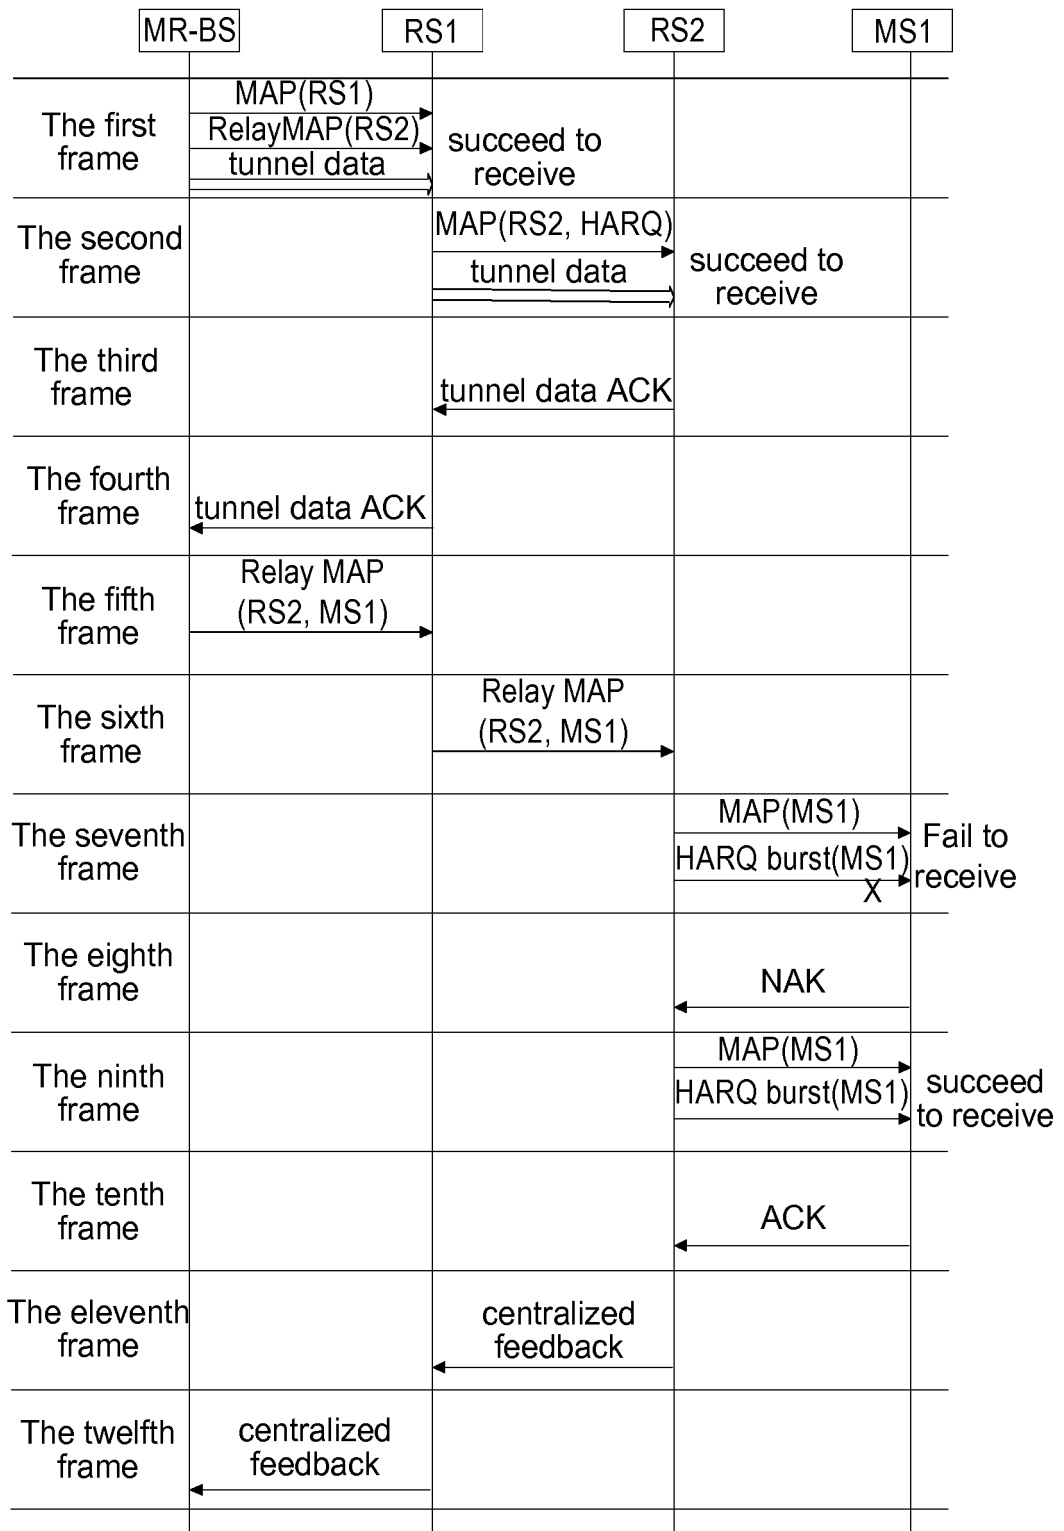 MR-BS
RS1
RS2
MS1
The first
frame
MAP(RS1)
RelayMAP(RS2)
tunnel data
succeed to
receive
The second
frame
MAP(RS2, HARQ)
tunnel data
succeed to
receive
The third
frame
tunnel data ACK
The fourth
frame
tunnel data ACK
The fifth
frame
Relay MAP
(RS2, MS1)
The sixth
frame
Relay MAP
(RS2, MS1)
The seventh
frame
MAP(MS1)
HARQ burst(MS1)
X
Fail to
receive
The eighth
frame
NAK
The ninth
frame
MAP(MS1)
HARQ burst(MS1)
succeed
to receive
The tenth
frame
ACK
The eleventh
frame
centralized
feedback
The twelfth
frame
centralized
feedback